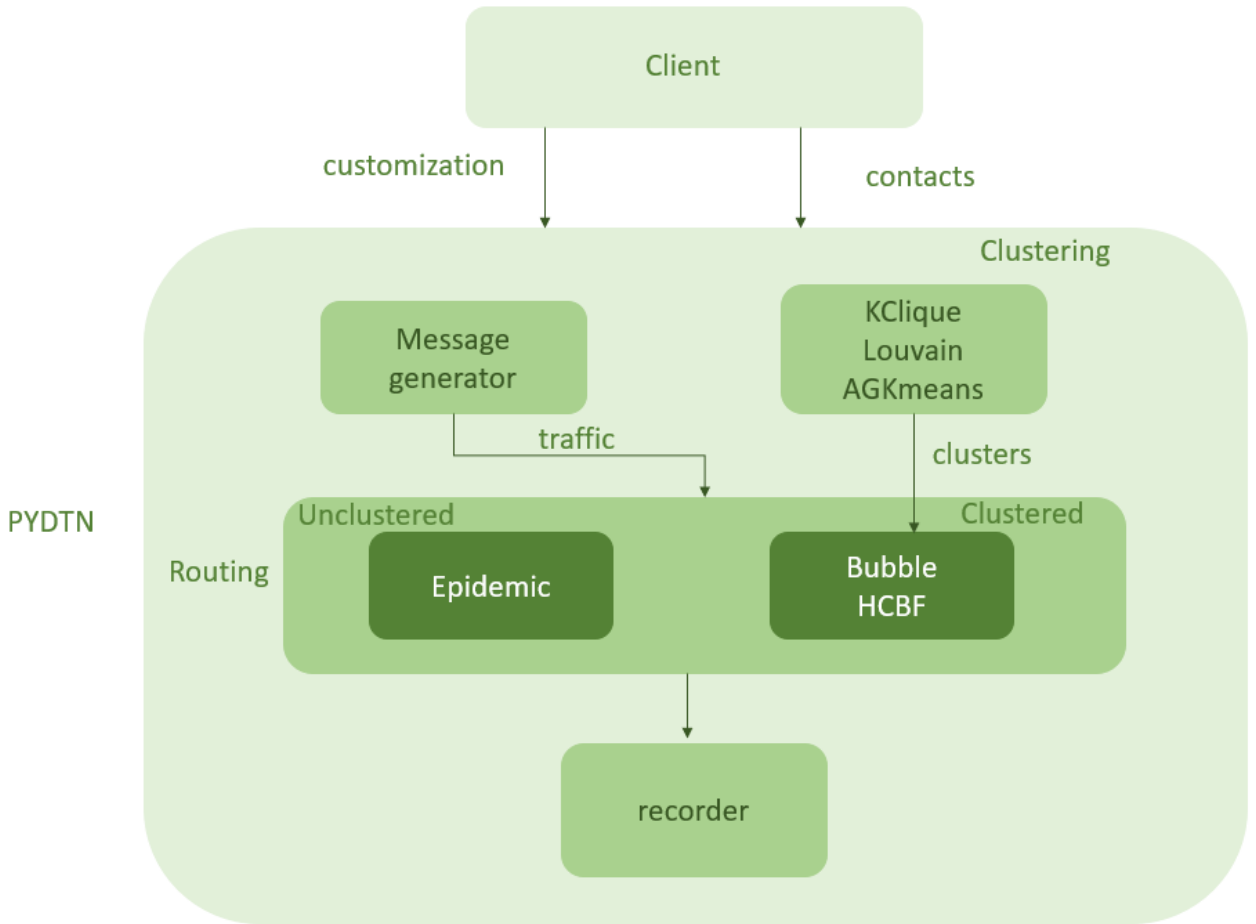 Client
customization
contacts
Clustering
Message
generator
KClique
Louvain
AGKmeans
traffic
clusters
PYDTN
Routing
Unclustered
Clustered
Epidemic
Bubble
HCBF
recorder